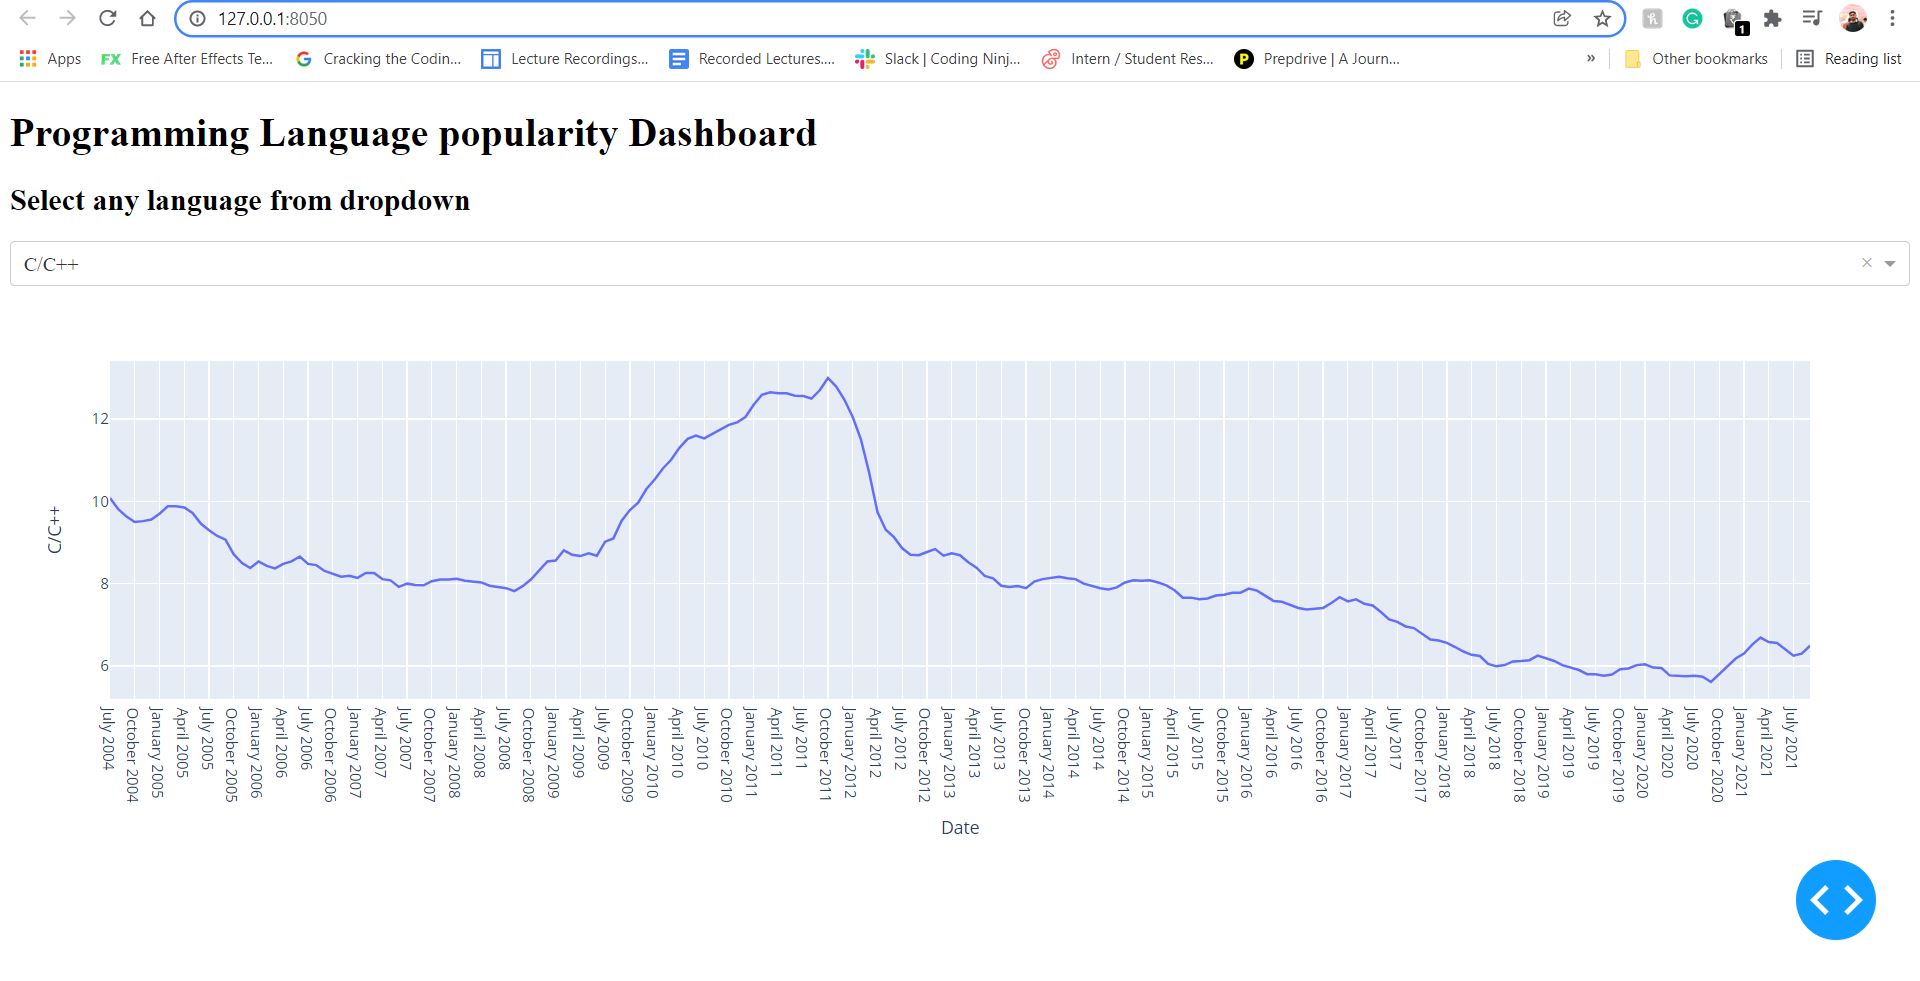 127.0.0.1:8050
Apps FX Free After Effects Te... G Cracking the Codin... Lecture Recordings... Recorded Lectures.... Slack | Coding Ninj... Intern / Student Res... P Prepdrive | A Journ... » Other bookmarks Reading list
1
Programming Language popularity Dashboard
Select any language from dropdown
C/C++
12
10
8
6
C/C++
July 2004
October 2004
January 2005
April 2005
July 2005
October 2005
January 2006
April 2006
July 2006
October 2006
January 2007
April 2007
July 2007
October 2007
January 2008
April 2008
July 2008
October 2008
January 2009
April 2009
July 2009
October 2009
January 2010
April 2010
July 2010
October 2010
January 2011
April 2011
July 2011
October 2011
January 2012
April 2012
July 2012
October 2012
January 2013
April 2013
July 2013
October 2013
January 2014
April 2014
July 2014
October 2014
January 2015
April 2015
July 2015
October 2015
January 2016
April 2016
July 2016
October 2016
January 2017
April 2017
July 2017
October 2017
January 2018
April 2018
July 2018
October 2018
January 2019
April 2019
July 2019
October 2019
January 2020
April 2020
July 2020
October 2020
January 2021
April 2021
July 2021
Date